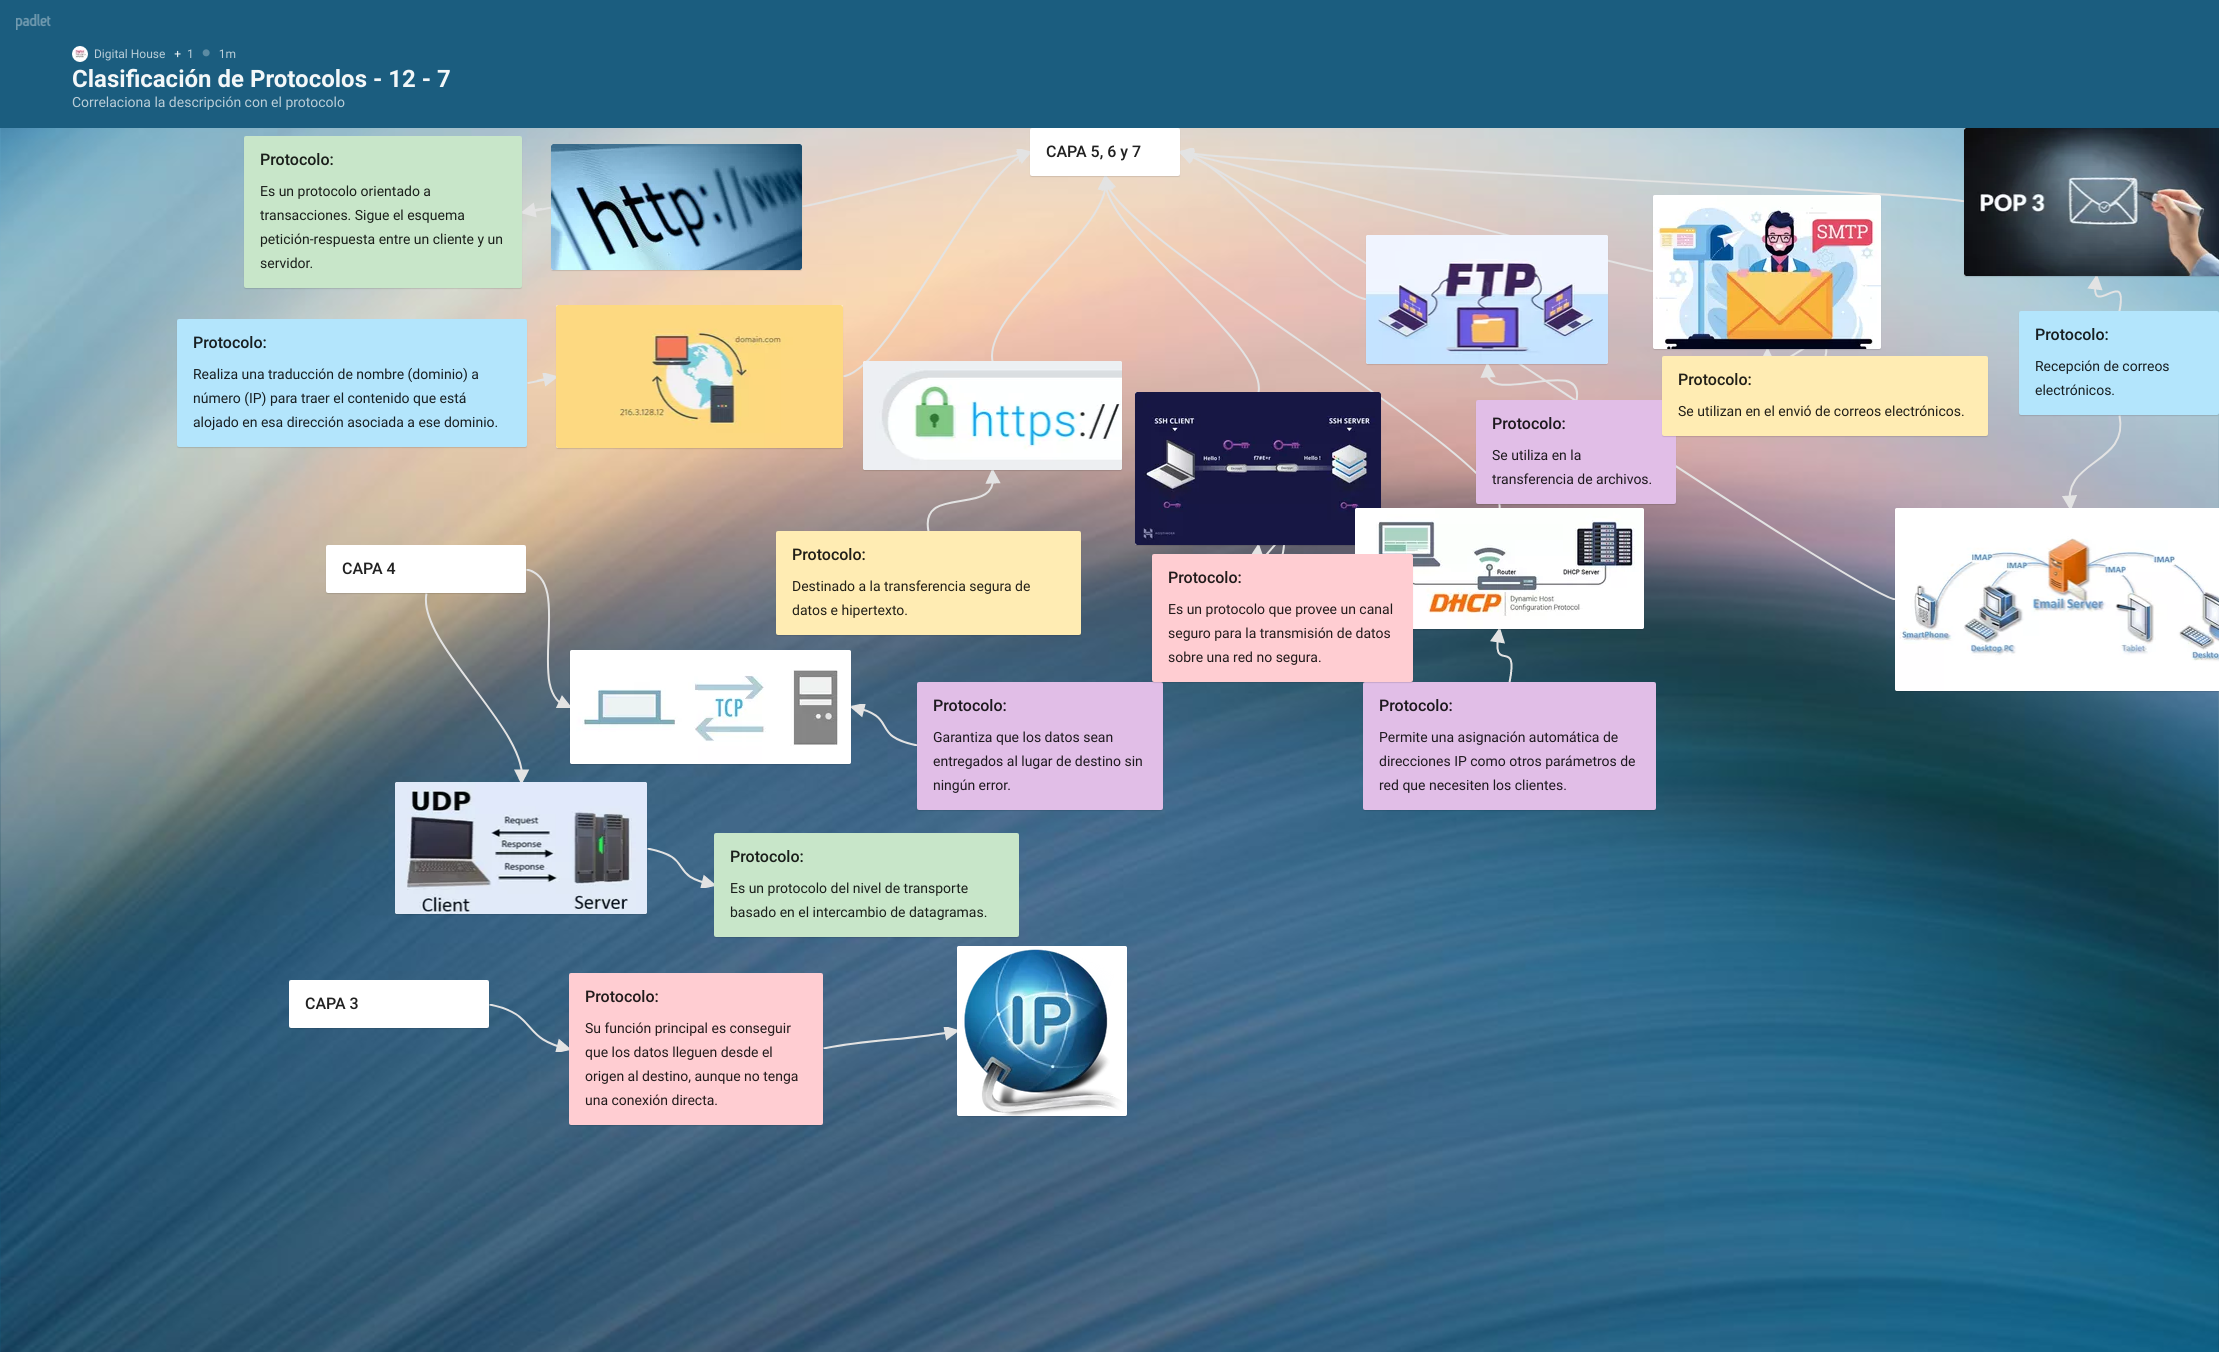 padlet
Digital House + 1 1m
Clasificación de Protocolos - 12 - 7
Correlaciona la descripción con el protocolo
Protocolo:
Es un protocolo orientado a
transacciones. Sigue el esquema
petición-respuesta entre un cliente y un
servidor.
http://www
CAPA 5, 6 y 7
POP 3
SMTP
FTP
Protocolo:
Realiza una traducción de nombre (dominio) a
número (IP) para traer el contenido que está
alojado en esa dirección asociada a ese dominio.
domain.com
216.3.128.12
https://
SSH CLIENT
SSH SERVER
Hello !
Hello !
Protocolo:
Se utiliza en la
transferencia de archivos.
Protocolo:
Se utilizan en el envió de correos electrónicos.
Protocolo:
Recepción de correos
electrónicos.
CAPA 4
Protocolo:
Destinado a la transferencia segura de
datos e hipertexto.
Protocolo:
Es un protocolo que provee un canal
seguro para la transmisión de datos
sobre una red no segura.
Router
DHCP Server
DHCP
Dynamic Host
Configuration Protocol
IMAP
IMAP
IMAP
IMAP
Email Server
SmartPhone
Desktop PC
Tablet
Deskto
TCP
Protocolo:
Garantiza que los datos sean
entregados al lugar de destino sin
ningún error.
Protocolo:
Permite una asignación automática de
direcciones IP como otros parámetros de
red que necesiten los clientes.
UDP
Request
Response
Response
Client
Server
Protocolo:
Es un protocolo del nivel de transporte
basado en el intercambio de datagramas.
CAPA 3
Protocolo:
Su función principal es conseguir
que los datos lleguen desde el
origen al destino, aunque no tenga
una conexión directa.
IP